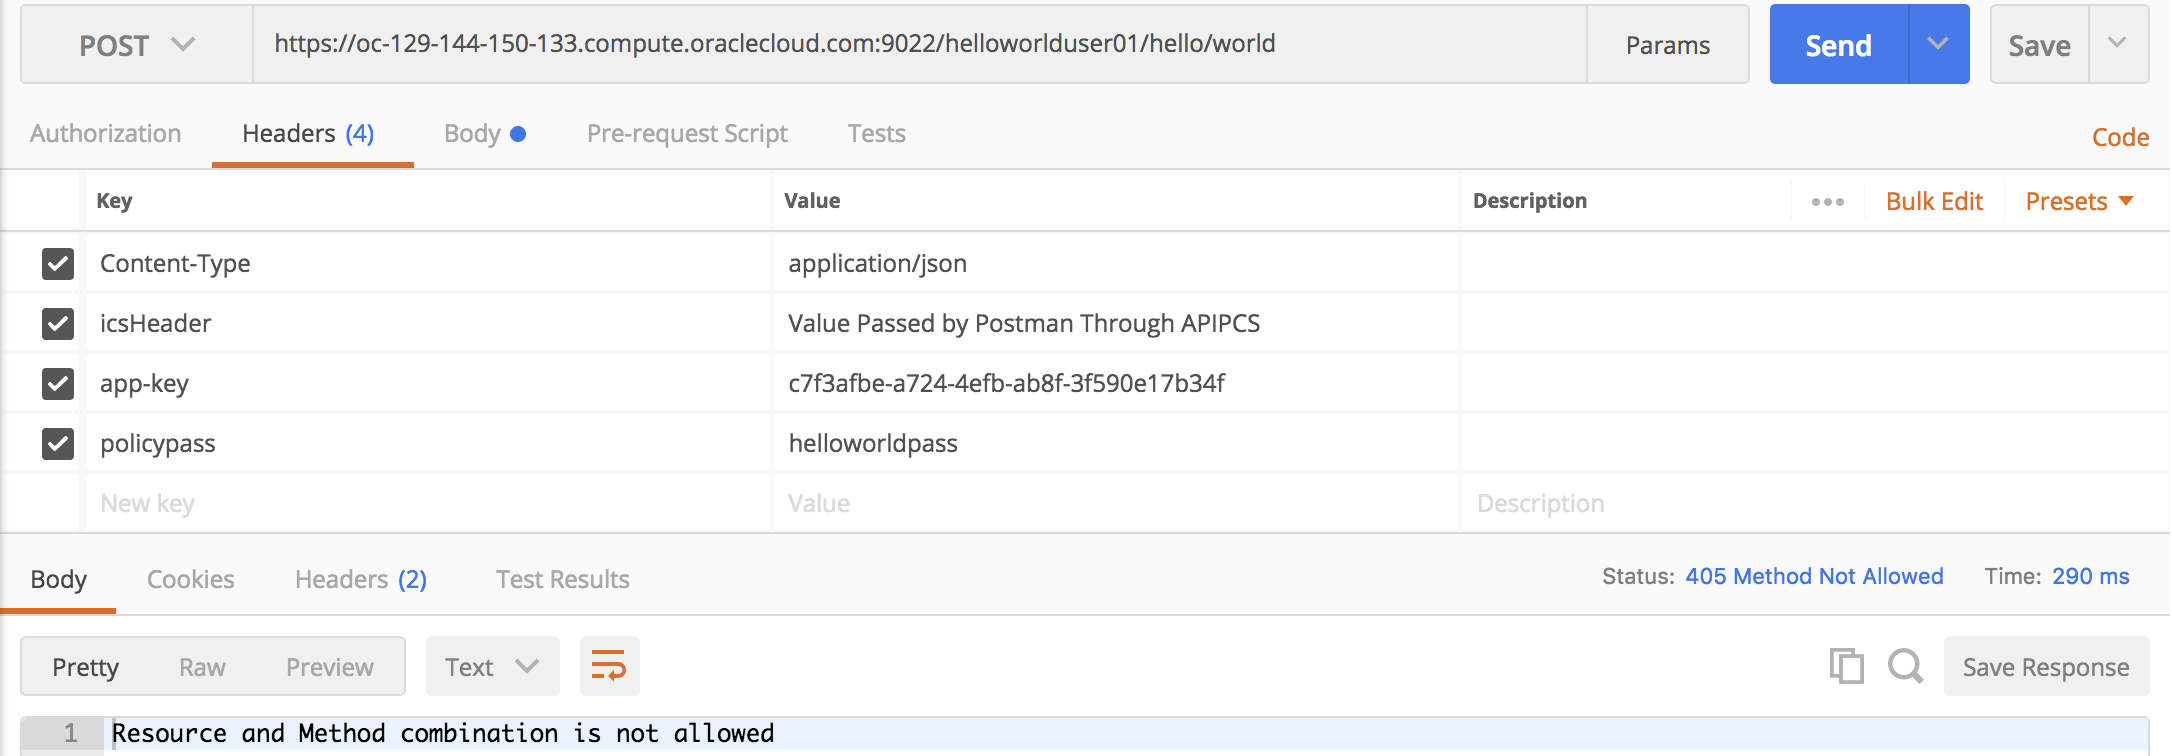 POST https://oc-129-144-150-133.compute.oraclecloud.com:9022/helloworlduser01/hello/world Params Send Save
Authorization Headers (4) Body Pre-request Script Tests Code
Key Value Description ••• Bulk Edit Presets
Content-Type application/json
icsHeader Value Passed by Postman Through APIPCS
app-key c7f3afbe-a724-4efb-ab8f-3f590e17b34f
policypass helloworldpass
New key Value Description
Body Cookies Headers (2) Test Results Status: 405 Method Not Allowed Time: 290 ms
Pretty Raw Preview Text Save Response
1 Resource and Method combination is not allowed